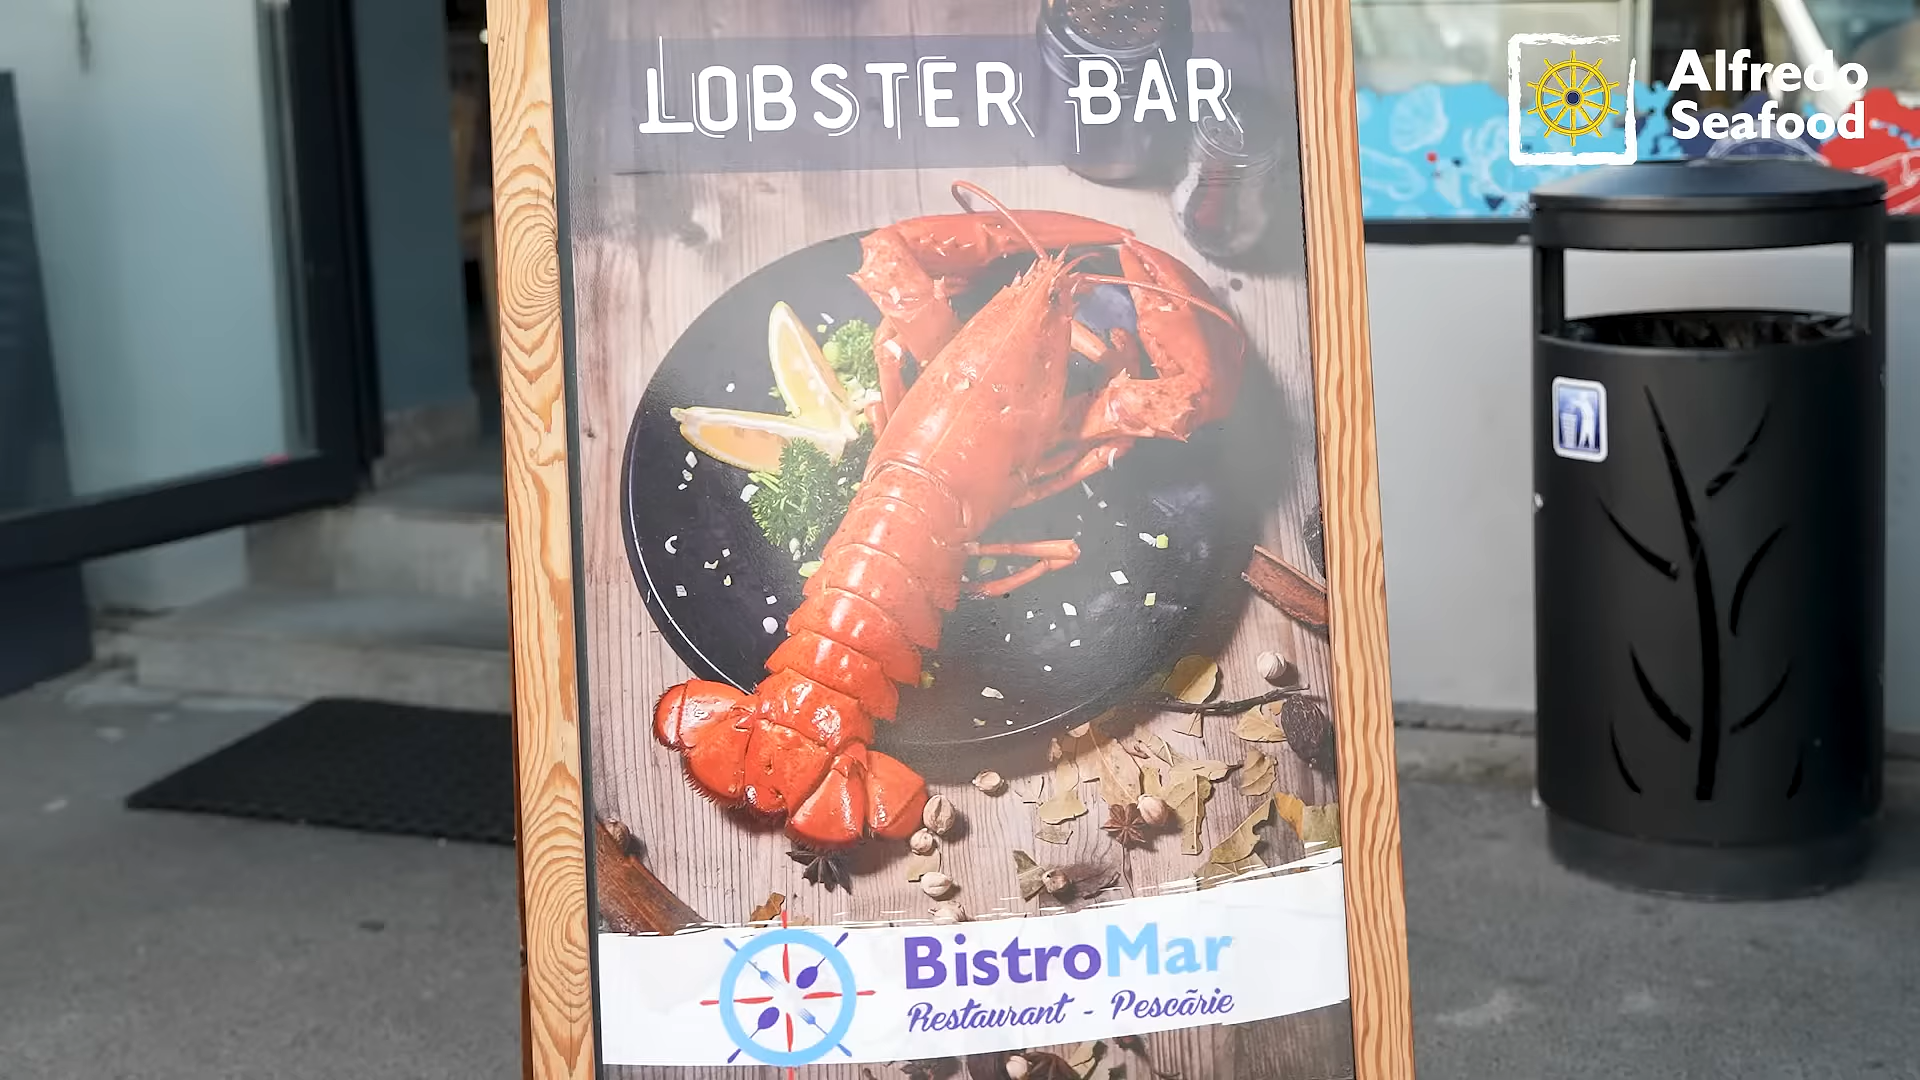 LOBSTER BAR
Alfredo
Seafood
BistroMar
Restaurant - Pescărie